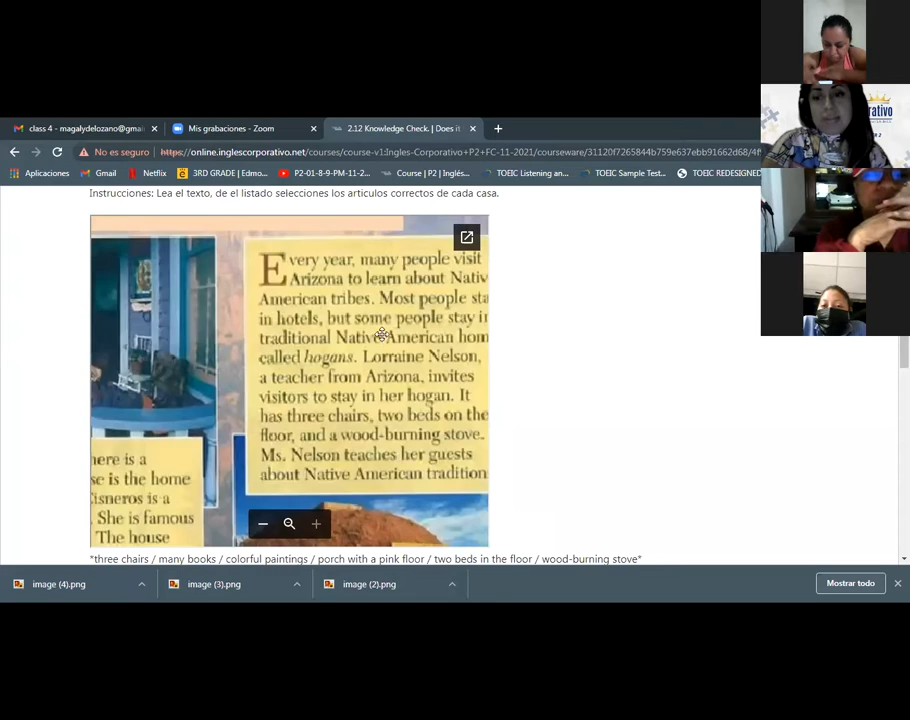 class 4 - magalydelozano@gmai
Mis grabaciones - Zoom
2.12 Knowledge Check. | Does it
No es seguro
https://online.inglescorporativo.net/courses/course-v1:Ingles-Corporativo+P2+FC-11-2021/courseware/31120f7265844b759e637ebb91662d68/4f
Aplicaciones
Gmail
Netflix
3RD GRADE | Edmo...
P2-01-8-9-PM-11-2...
Course | P2 | Inglés...
TOEIC Listening an...
TOEIC Sample Test...
TOEIC REDESIGNED
Instrucciones: Lea el texto, de el listado selecciones los articulos correctos de cada casa.
Every year, many people visit
Arizona to learn about Nativ
American tribes. Most people sta
in hotels, but some people stay in
traditional Native American hom
called hogans. Lorraine Nelson,
a teacher from Arizona, invites
visitors to stay in her hogan. It
has three chairs, two beds on the
floor, and a wood-burning stove.
Ms. Nelson teaches her guests
about Native American tradition
here is a
se is the home
Cisneros is a
. She is famous
The house
*three chairs / many books / colorful paintings / porch with a pink floor / two beds in the floor / wood-burning stove*
image (4).png
image (3).png
image (2).png
Mostrar todo